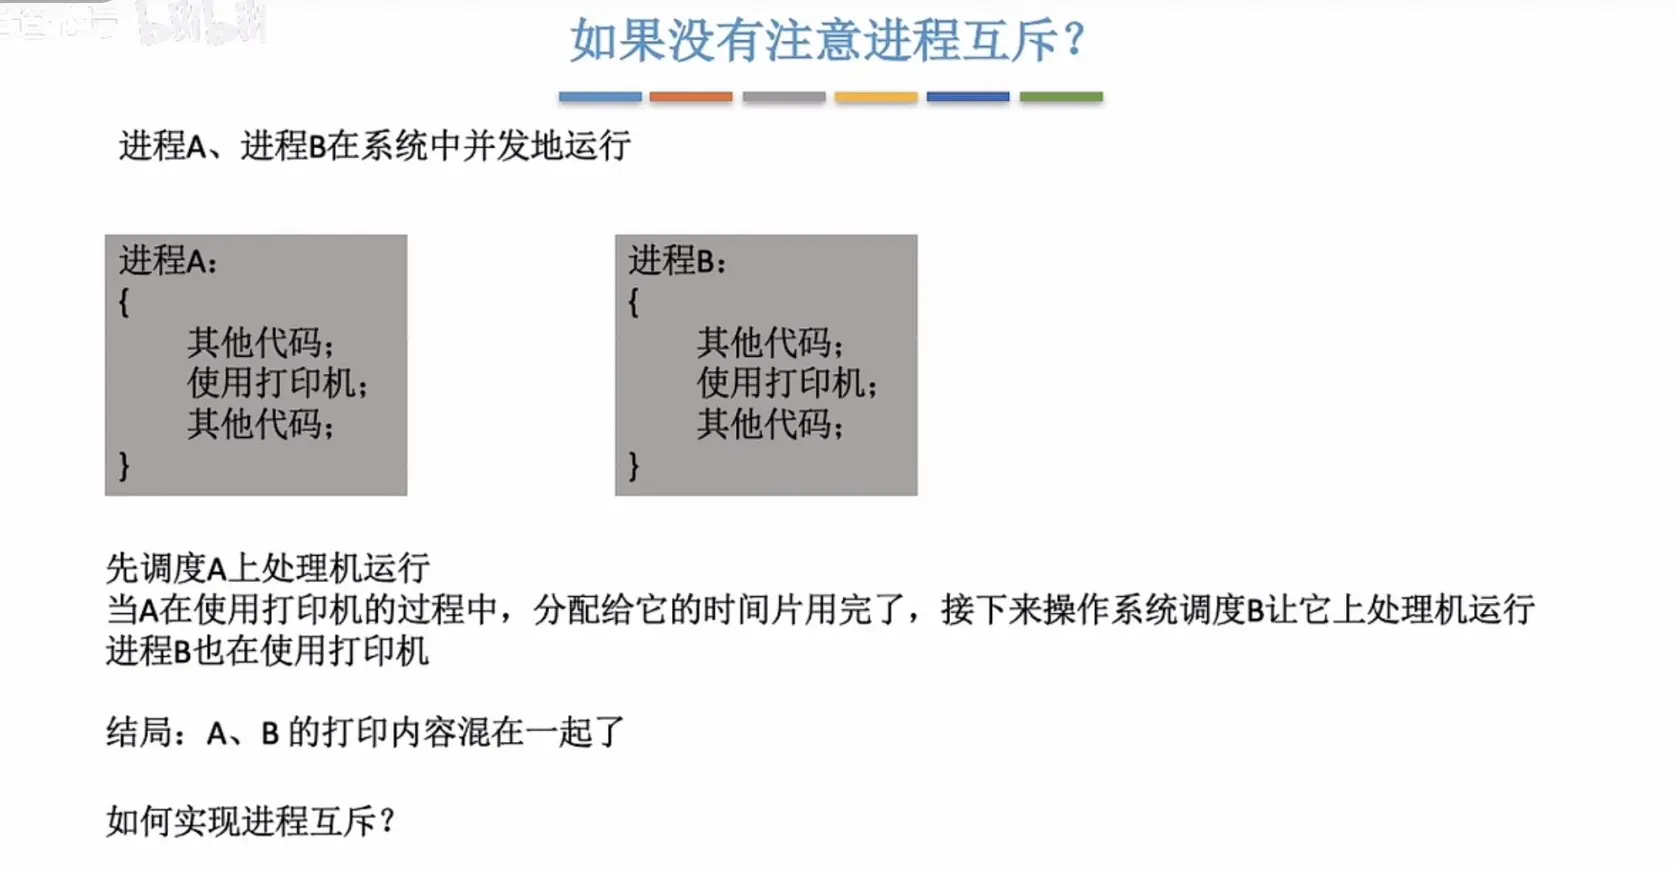 bilibili
如果没有注意进程互斥？
进程A、进程B在系统中并发地运行
进程A：
{
其他代码；
使用打印机；
其他代码；
}
进程B：
{
其他代码；
使用打印机；
其他代码；
}
先调度A上处理机运行
当A在使用打印机的过程中，分配给它的时间片用完了，接下来操作系统调度B让它上处理机运行
进程B也在使用打印机
结局：A、B 的打印内容混在一起了
如何实现进程互斥？